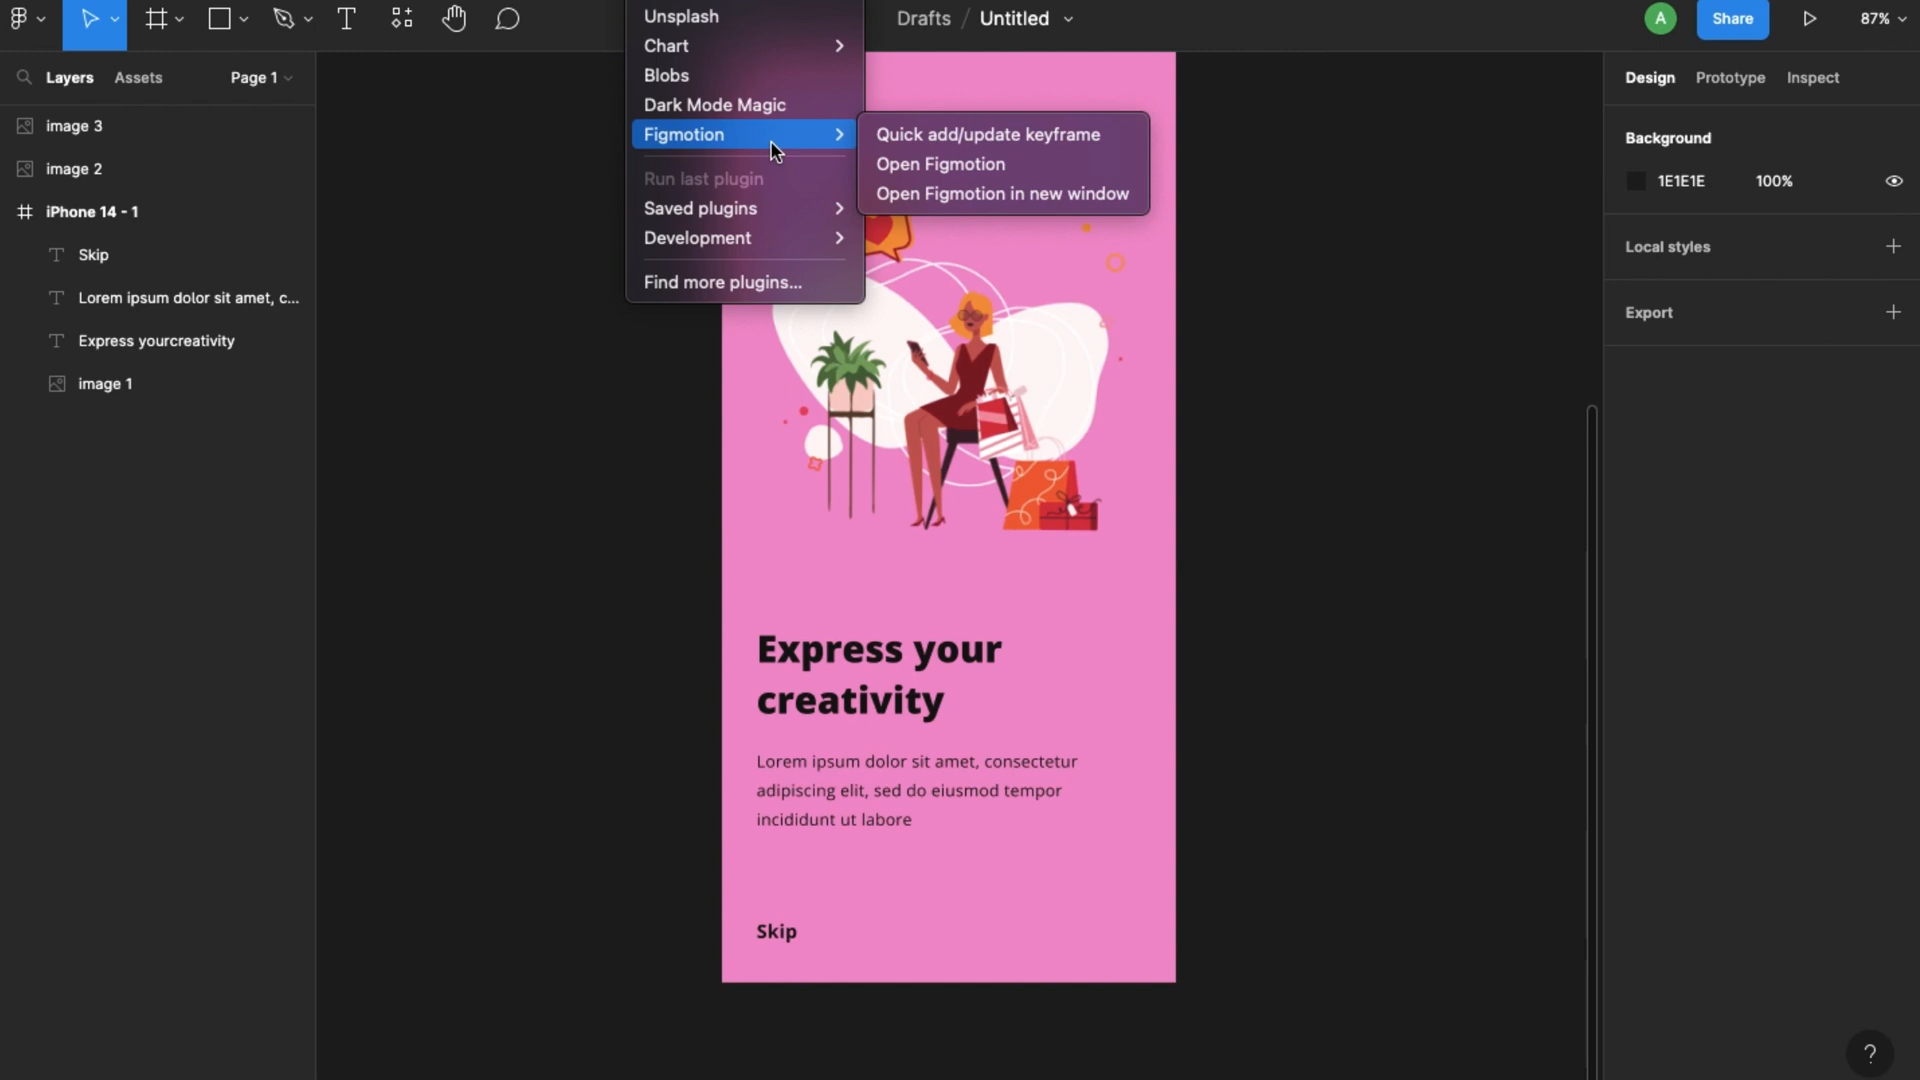 Drafts / Untitled
A
Share
87%
Layers
Assets
Page 1
image 3
image 2
iPhone 14 - 1
Skip
Lorem ipsum dolor sit amet, c...
Express yourcreativity
image 1
Unsplash
Chart
Blobs
Dark Mode Magic
Figmotion
Run last plugin
Saved plugins
Development
Find more plugins...
Quick add/update keyframe
Open Figmotion
Open Figmotion in new window
Express your
creativity
Lorem ipsum dolor sit amet, consectetur
adipiscing elit, sed do eiusmod tempor
incididunt ut labore
Skip
Design
Prototype
Inspect
Background
1E1E1E
100%
Local styles
Export
?